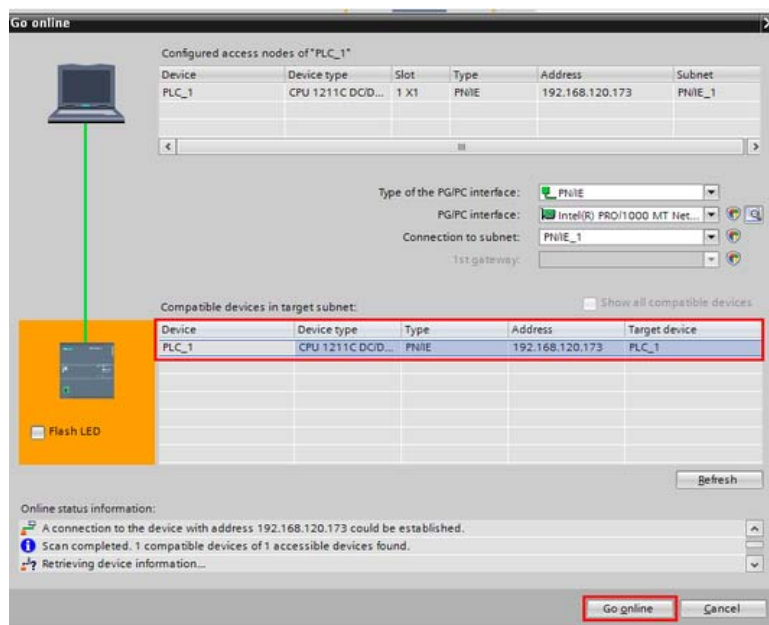 Go online
Configured access nodes of "PLC_1"
Device Device type Slot Type Address Subnet
PLC_1 CPU 1211C DC/D... 1 X1 PN/IE 192.168.120.173 PN/IE_1
Type of the PG/PC interface: PN/IE
PG/PC interface: Intel(R) PRO/1000 MT Net...
Connection to subnet: PN/IE_1
1st gateway:
Compatible devices in target subnet: Show all compatible devices
Device Device type Type Address Target device
PLC_1 CPU 1211C DC/D... PN/IE 192.168.120.173 PLC_1
Flash LED
Refresh
Online status information:
A connection to the device with address 192.168.120.173 could be established.
Scan completed. 1 compatible devices of 1 accessible devices found.
Retrieving device information...
Go online Cancel